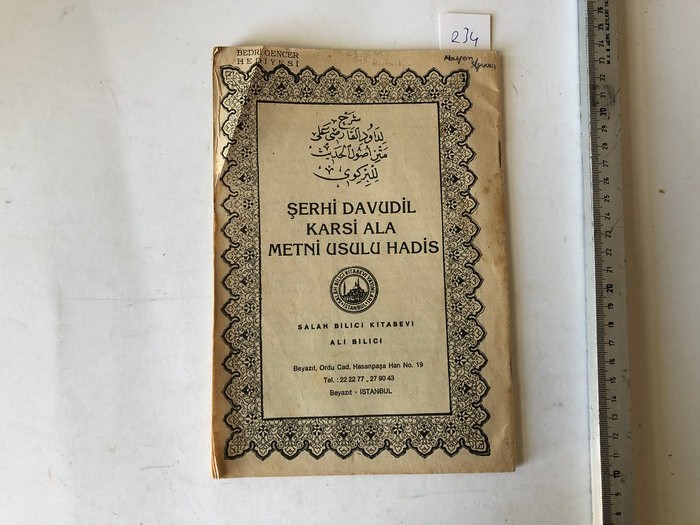 234
BEDRİ GENCER
HEDİYESİ
شرح
لداود القارصي على
متن أصول الحديث
للبركوي
ŞERHİ DAVUDİL
KARSİ ALA
METNİ USULU HADİS
SALAH BİLİCİ KİTABEVİ
ALİ BİLİCİ
Beyazıt, Ordu Cad. Hasanpaşa Han No. 19
Tel. : 22 22 77 - 27 90 43
Beyazıt - İSTANBUL